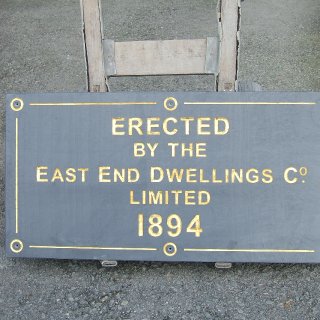 ERECTED
BY THE
EAST END DWELLINGS Cº.
LIMITED
1894